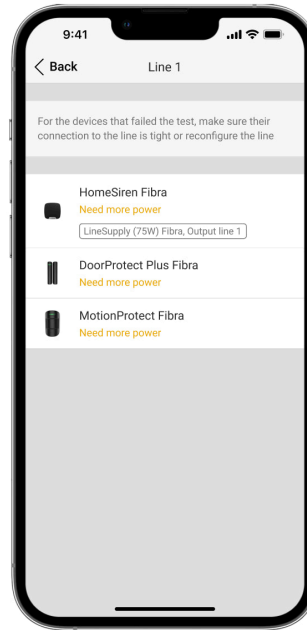 9:41
Back
Line 1
For the devices that failed the test, make sure their
connection to the line is tight or reconfigure the line
HomeSiren Fibra
Need more power
LineSupply (75W) Fibra, Output line 1
DoorProtect Plus Fibra
Need more power
MotionProtect Fibra
Need more power